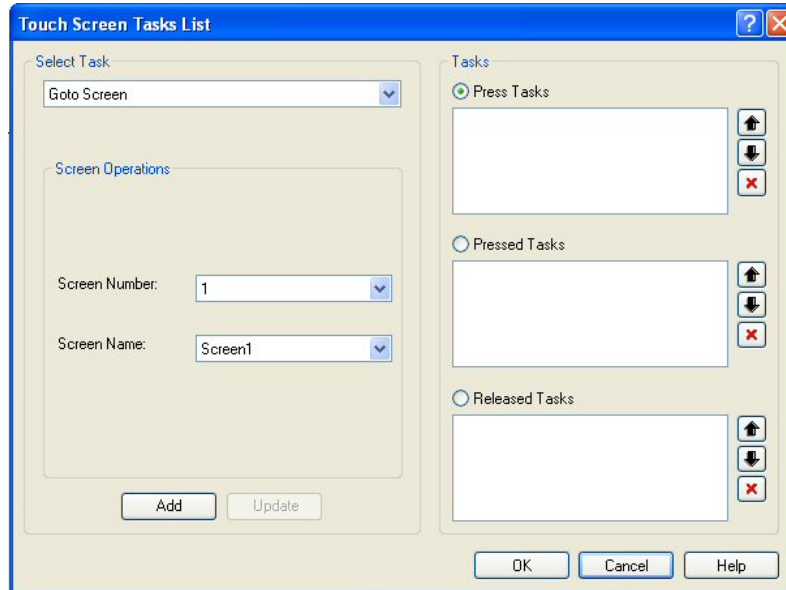 Touch Screen Tasks List
Select Task
Goto Screen
Screen Operations
Screen Number:
1
Screen Name:
Screen1
Add
Update
Tasks
Press Tasks
Pressed Tasks
Released Tasks
OK
Cancel
Help